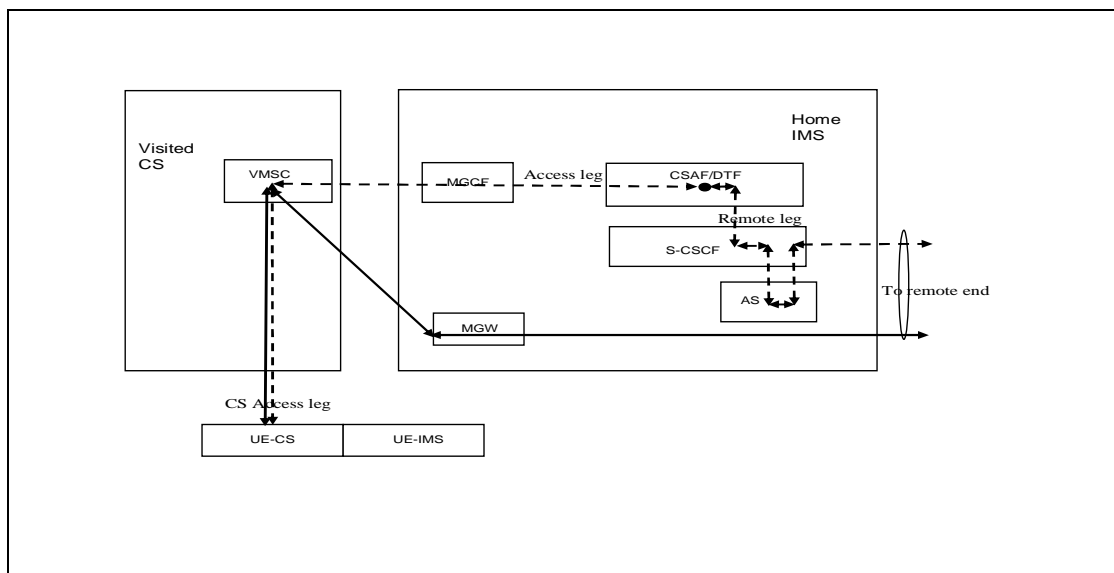 Home
IMS
Visited
CS
VMSC
MGCF
Access leg
CSAF/DTF
Remote leg
S-CSCF
To remote end
AS
MGW
CS Access leg
UE-CS
UE-IMS